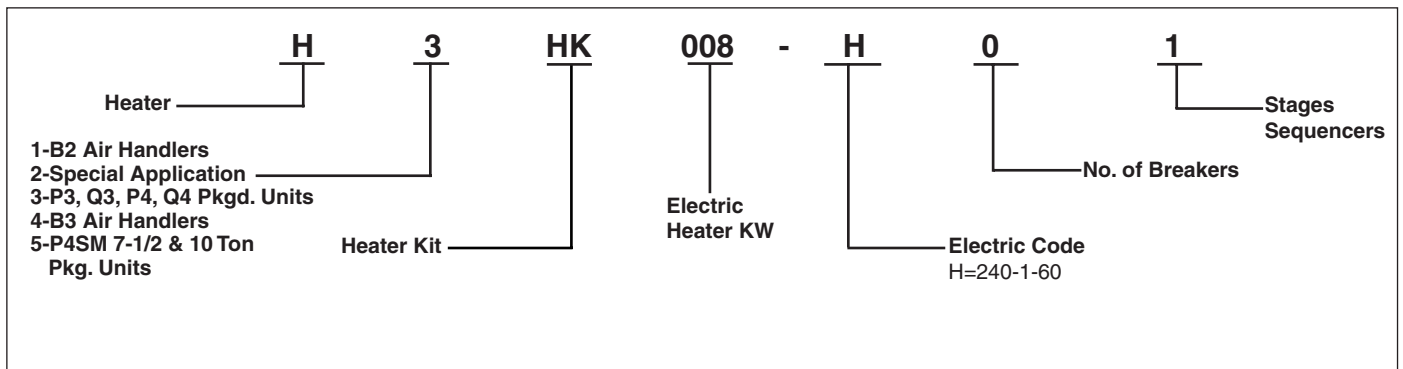 H 3 HK 008 - H 0 1
Heater
1-B2 Air Handlers
2-Special Application
3-P3, Q3, P4, Q4 Pkgd. Units
4-B3 Air Handlers
5-P4SM 7-1/2 & 10 Ton
Pkg. Units
Heater Kit
Electric
Heater KW
Electric Code
H=240-1-60
No. of Breakers
Stages
Sequencers